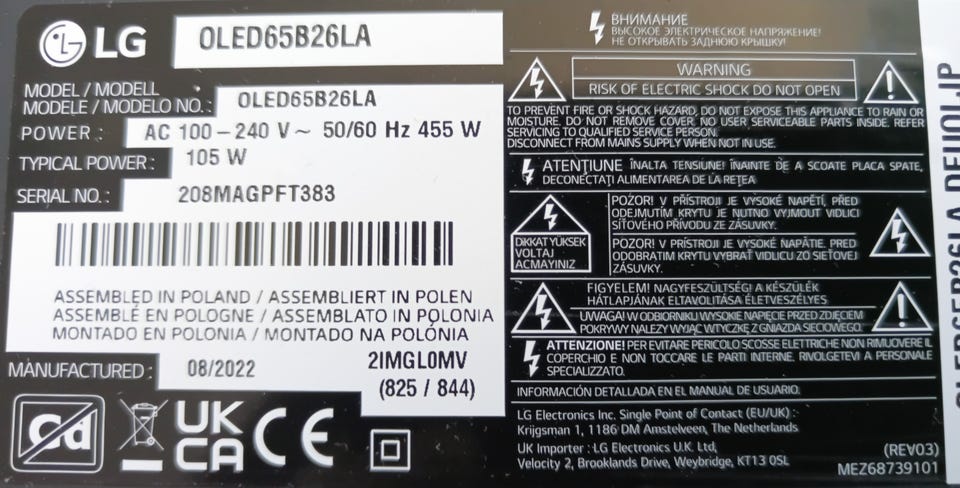 LG
OLED65B26LA
MODEL / MODELL
MODELE / MODELO NO.: OLED65B26LA
POWER : AC 100 – 240 V ~ 50/60 Hz 455 W
TYPICAL POWER : 105 W
SERIAL NO. : 208MAGPFT383
ASSEMBLED IN POLAND / ASSEMBLIERT IN POLEN
ASSEMBLÉ EN POLOGNE / ASSEMBLATO IN POLONIA
MONTADO EN POLONIA / MONTADO NA POLÓNIA
MANUFACTURED : 08/2022
2IMGL0MV
(825 / 844)
Cd
UK
CA
CE
ВНИМАНИЕ
ВЫСОКОЕ ЭЛЕКТРИЧЕСКОЕ НАПРЯЖЕНИЕ!
НЕ ОТКРЫВАТЬ ЗАДНЮЮ КРЫШКУ!
WARNING
RISK OF ELECTRIC SHOCK DO NOT OPEN
TO PREVENT FIRE OR SHOCK HAZARD, DO NOT EXPOSE THIS APPLIANCE TO RAIN OR
MOISTURE. DO NOT REMOVE COVER. NO USER SERVICEABLE PARTS INSIDE. REFER
SERVICING TO QUALIFIED SERVICE PERSON.
DISCONNECT FROM MAINS SUPPLY WHEN NOT IN USE.
ATENȚIUNE ÎNALTA TENSIUNE! ÎNAINTE DE A SCOATE PLACA SPATE,
DECONECTAȚI ALIMENTAREA DE LA REȚEA
DIKKAT YÜKSEK
VOLTAJ
ACMAYINIZ
POZOR! V PŘÍSTROJI JE VYSOKÉ NAPĚTÍ, PŘED
ODEJMUTÍM KRYTU JE NUTNO VYJMOUT VIDLICI
SÍŤOVÉHO PŘÍVODU ZE ZÁSUVKY.
POZOR! V PRÍSTROJI JE VYSOKÉ NAPÄTIE. PRED
ODOBRATIM KRYTU VYBRAŤ VIDLICU ZO SIEŤOVEJ
ZÁSUVKY.
FIGYELEM! NAGYFESZÜLTSÉG! A KÉSZÜLÉK
HÁTLAPJÁNAK ELTAVOLÍTÁSA ÉLETVESZÉLYES.
UWAGA! W ODBIORNIKU WYSOKIE NAPIĘCIE PRZED ZDJĘCIEM
POKRYWY NALEŻY WYJĄĆ WTYCZKĘ Z GNIAZDA SIECIOWEGO
ATTENZIONE! PER EVITARE PERICOLO SCOSSE ELETTRICHE NON RIMUOVERE IL
COPERCHIO E NON TOCCARE LE PARTI INTERNE. RIVOLGETEVI A PERSONALE
SPECIALIZZATO.
INFORMACIÓN DETALLADA EN EL MANUAL DE USUARIO.
LG Electronics Inc. Single Point of Contact (EU/UK) :
Krijgsman 1, 1186 DM Amstelveen, The Netherlands
UK Importer : LG Electronics U.K. Ltd,
Velocity 2, Brooklands Drive, Weybridge, KT13 0SL
(REV03)
MEZ68739101